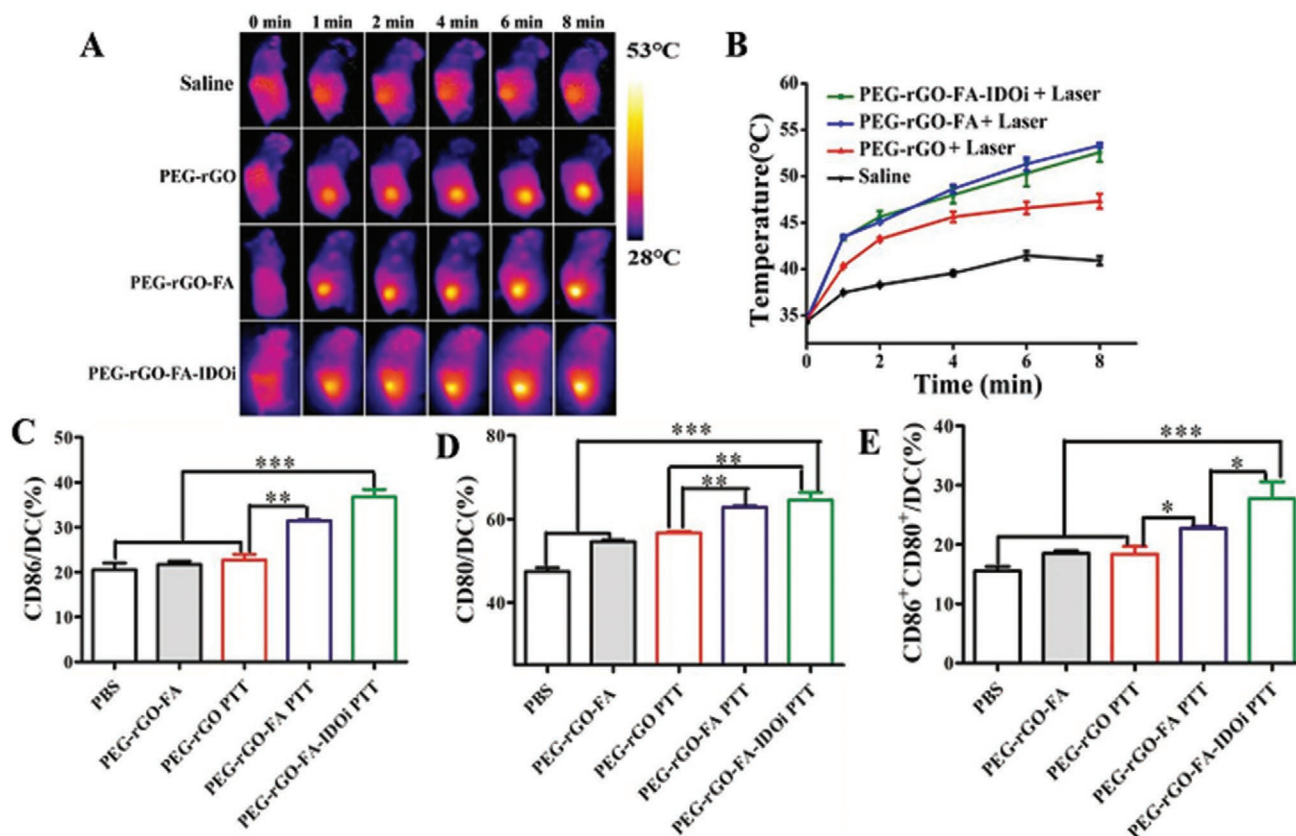 A
0 min 1 min 2 min 4 min 6 min 8 min
Saline
PEG-rGO
PEG-rGO-FA
PEG-rGO-FA-IDOi
53°C
28°C
B
Temperature(°C)
60
55
50
45
40
35
PEG-rGO-FA-IDOi + Laser
PEG-rGO-FA + Laser
PEG-rGO + Laser
Saline
0 2 4 6 8
Time (min)
C
CD86/DC(%)
50
40
30
20
10
0
***
**
PBS
PEG-rGO-FA
PEG-rGO PTT
PEG-rGO-FA PTT
PEG-rGO-FA-IDOi PTT
D
CD80/DC(%)
80
60
40
***
**
**
PBS
PEG-rGO-FA
PEG-rGO PTT
PEG-rGO-FA PTT
PEG-rGO-FA-IDOi PTT
E
CD86+CD80+/DC(%)
40
30
20
10
0
***
*
*
PBS
PEG-rGO-FA
PEG-rGO PTT
PEG-rGO-FA PTT
PEG-rGO-FA-IDOi PTT